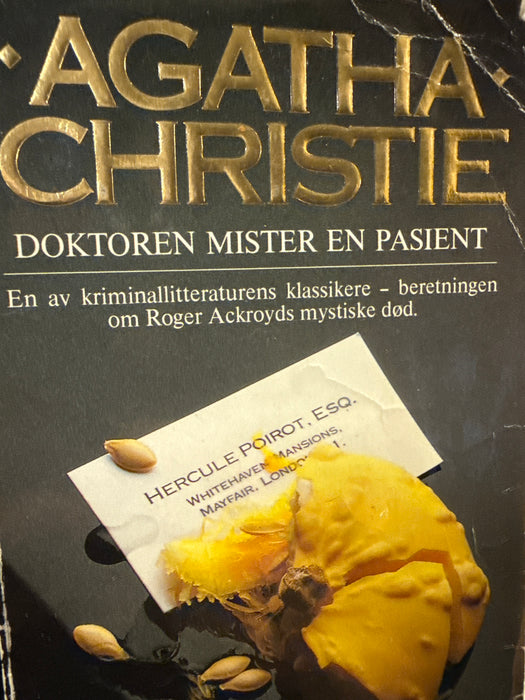 AGATHA
CHRISTIE
DOKTOREN MISTER EN PASIENT
En av kriminallitteraturens klassikere – beretningen
om Roger Ackroyds mystiske død.
HERCULE POIROT, ESQ.
WHITEHAVEN MANSIONS,
MAYFAIR, LONDON